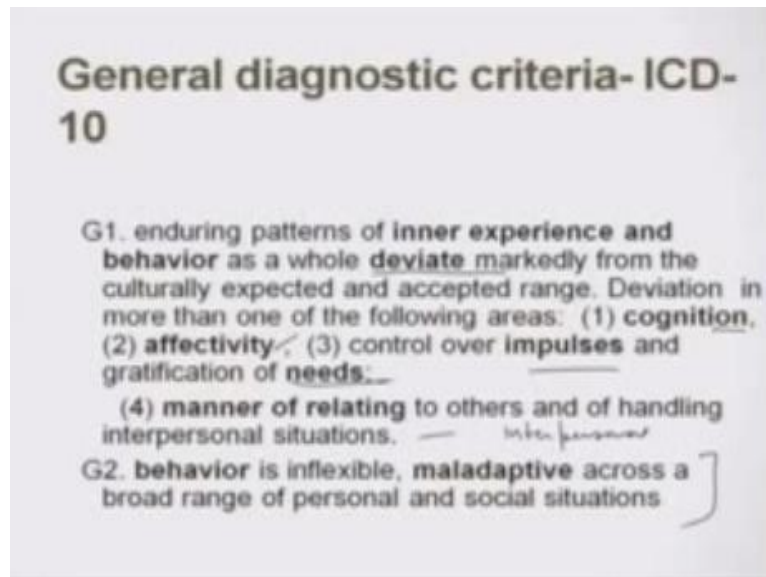 General diagnostic criteria- ICD-
10
G1. enduring patterns of inner experience and
behavior as a whole deviate markedly from the
culturally expected and accepted range. Deviation in
more than one of the following areas: (1) cognition,
(2) affectivity; (3) control over impulses and
gratification of needs;
(4) manner of relating to others and of handling
interpersonal situations.
interpersonal
G2. behavior is inflexible, maladaptive across a
broad range of personal and social situations